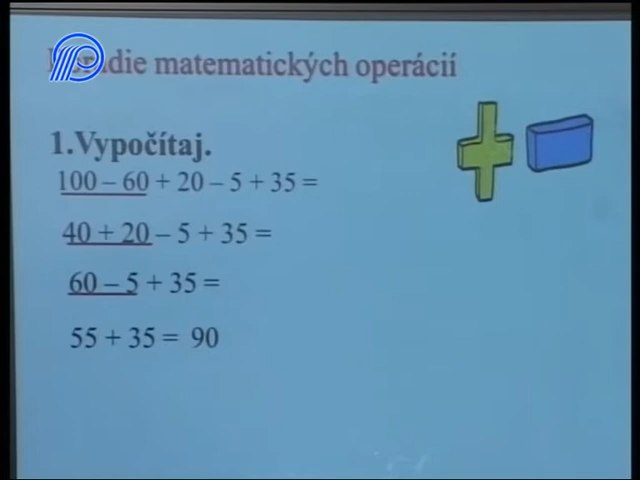 matematických operácií
1.Vypočítaj.
100 – 60 + 20 – 5 + 35 =
40 + 20 – 5 + 35 =
60 – 5 + 35 =
55 + 35 = 90